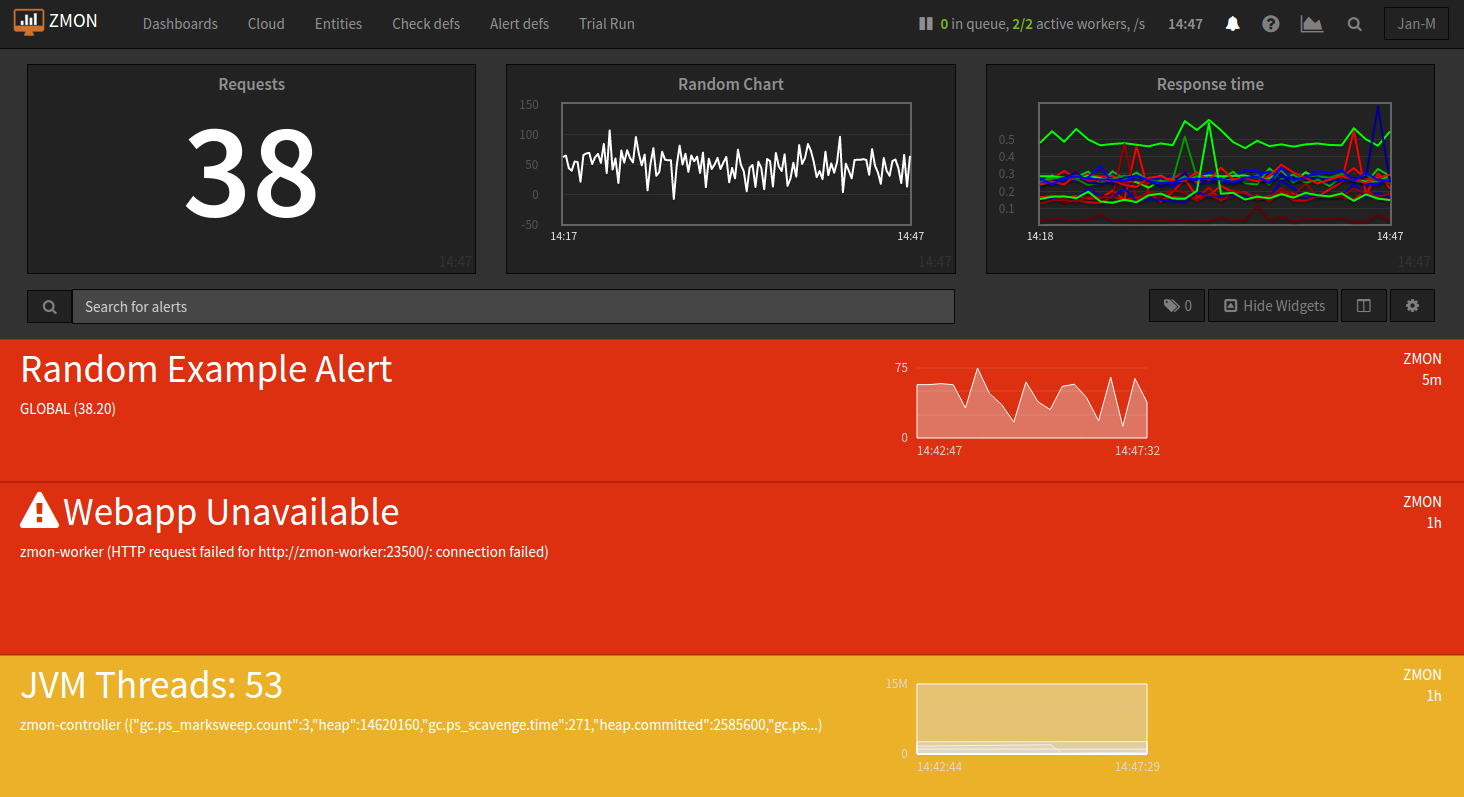 ZMON Dashboards Cloud Entities Check defs Alert defs Trial Run 0 in queue, 2/2 active workers, /s 14:47 Jan-M
Requests
38
14:47
Random Chart
150
100
50
0
-50
14:17 14:47
14:47
Response time
0.5
0.4
0.3
0.2
0.1
14:18 14:47
14:47
Search for alerts 0 Hide Widgets
Random Example Alert
GLOBAL (38.20)
75
0
14:42:47 14:47:32
ZMON
5m
Webapp Unavailable
zmon-worker (HTTP request failed for http://zmon-worker:23500/: connection failed)
ZMON
1h
JVM Threads: 53
zmon-controller ({"gc.ps_marksweep.count":3,"heap":14620160,"gc.ps_scavenge.time":271,"heap.committed":2585600,"gc.ps...)
15M
0
14:42:44 14:47:29
ZMON
1h